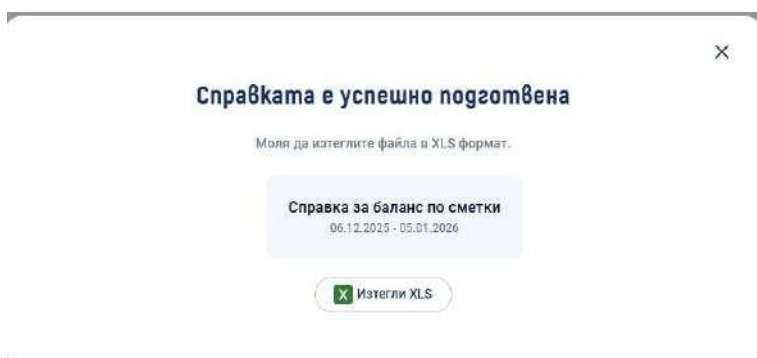 Справката е успешно подготвена
Моля да изтеглите файла в XLS формат.
Справка за баланс по сметки
06.12.2025 - 05.01.2026
Изтегли XLS